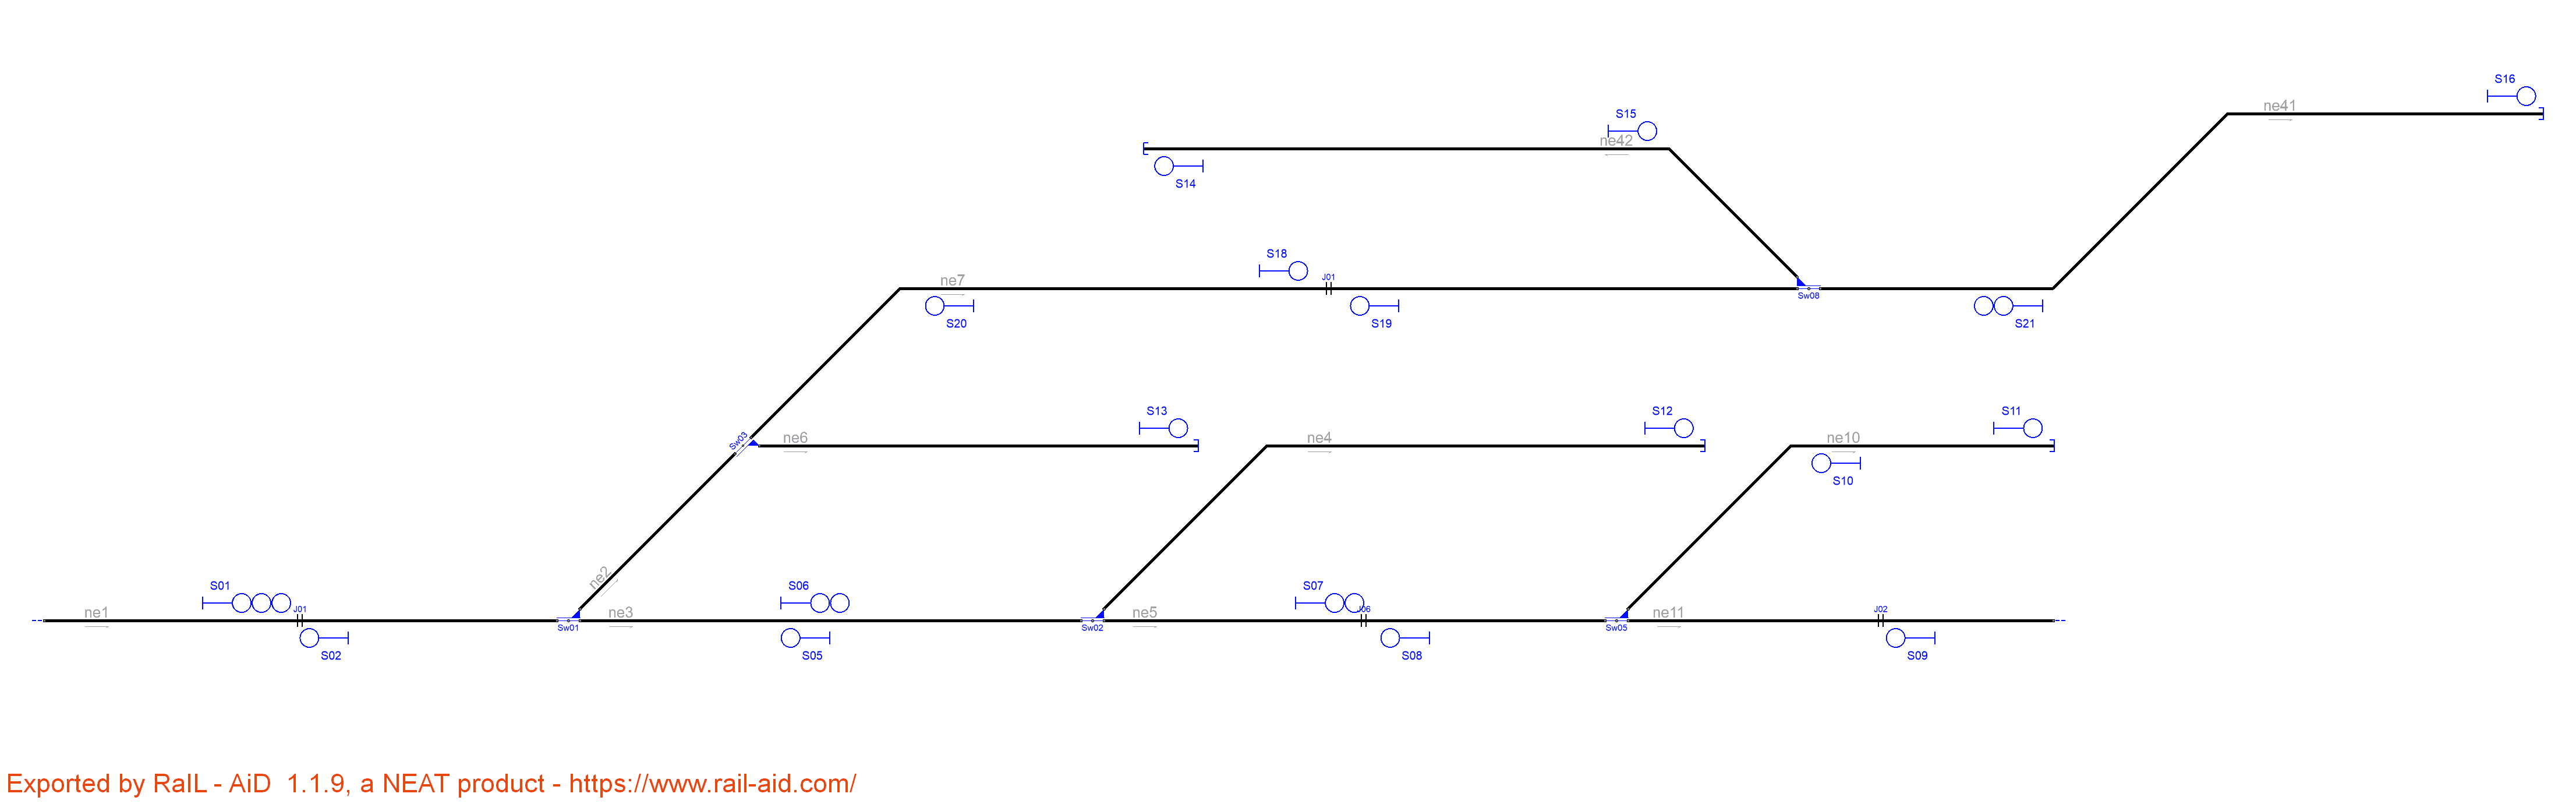 S16
ne41
S15
ne42
S14
S18
J01
ne7
Sw08
S20
S19
S21
S13
S12
S11
Sw03
ne6
ne4
ne10
S10
ne2
S01
S06
S07
ne1
J01
ne3
ne5
J06
ne11
J02
Sw01
Sw02
Sw05
S02
S05
S08
S09
Exported by RaIL - AiD 1.1.9, a NEAT product - https://www.rail-aid.com/